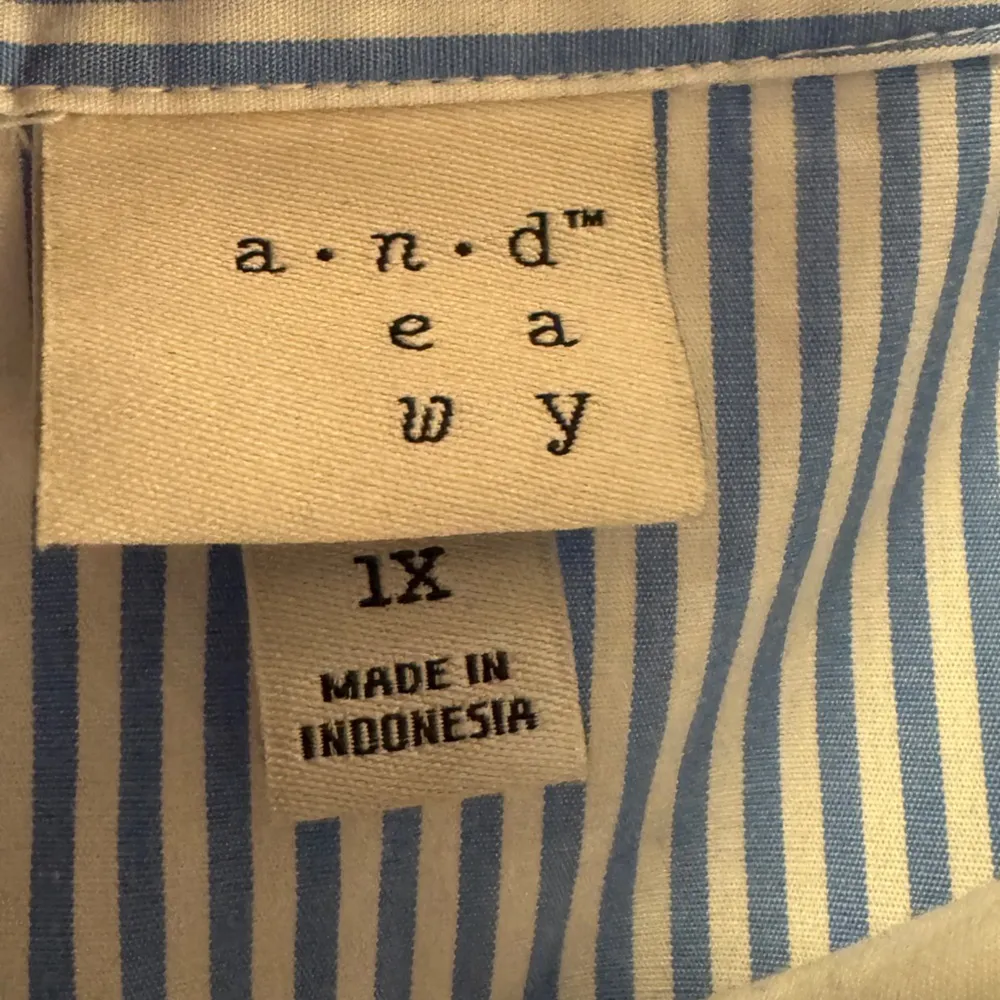 a·n·d™
e a
w y
1X
MADE IN
INDONESIA